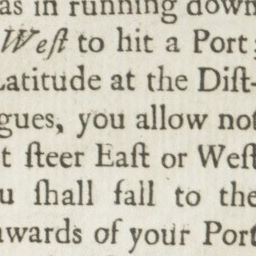 as in running down
Weſt to hit a Port;
Latitude at the Diſt-
gues, you allow not
t ſteer Eaſt or Weſt
u ſhall fall to the
awards of your Port